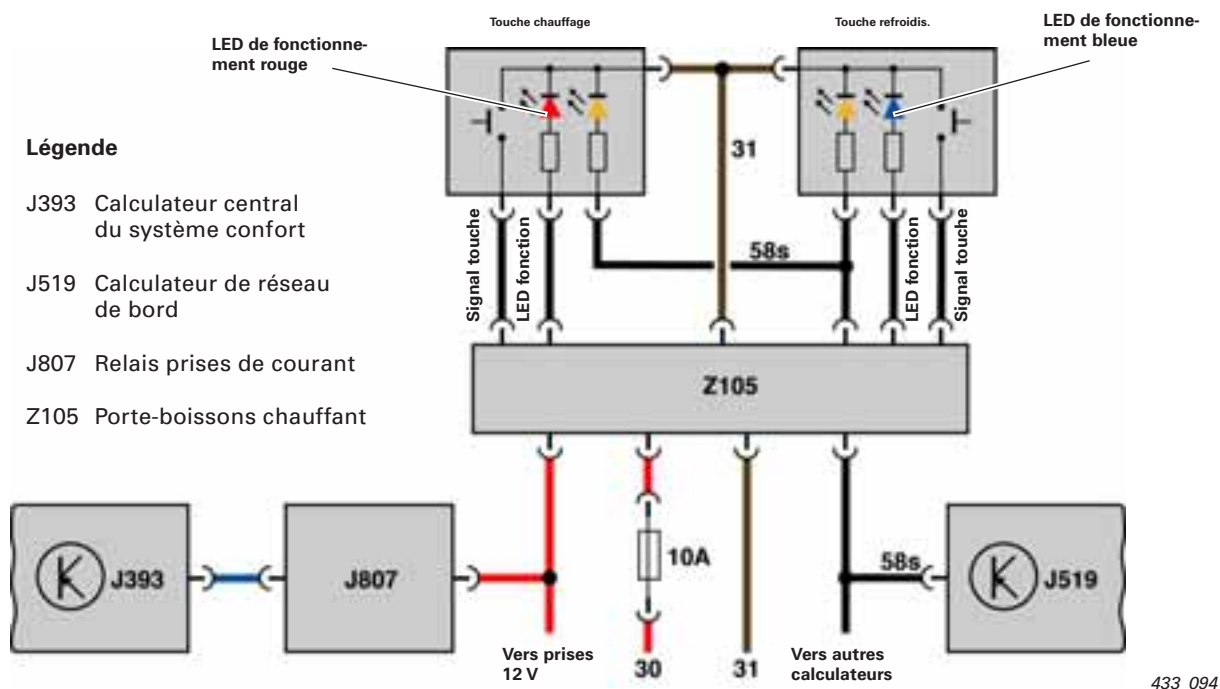 Touche chauffage
Touche refroidis.
LED de fonctionne-
ment rouge
LED de fonctionne-
ment bleue
Légende
J393 Calculateur central
du système confort
J519 Calculateur de réseau
de bord
J807 Relais prises de courant
Z105 Porte-boissons chauffant
31
58s
Signal touche
LED fonction
LED fonction
Signal touche
Z105
J393
J807
10A
58s
J519
Vers prises
12 V
30
31
Vers autres
calculateurs
433_094